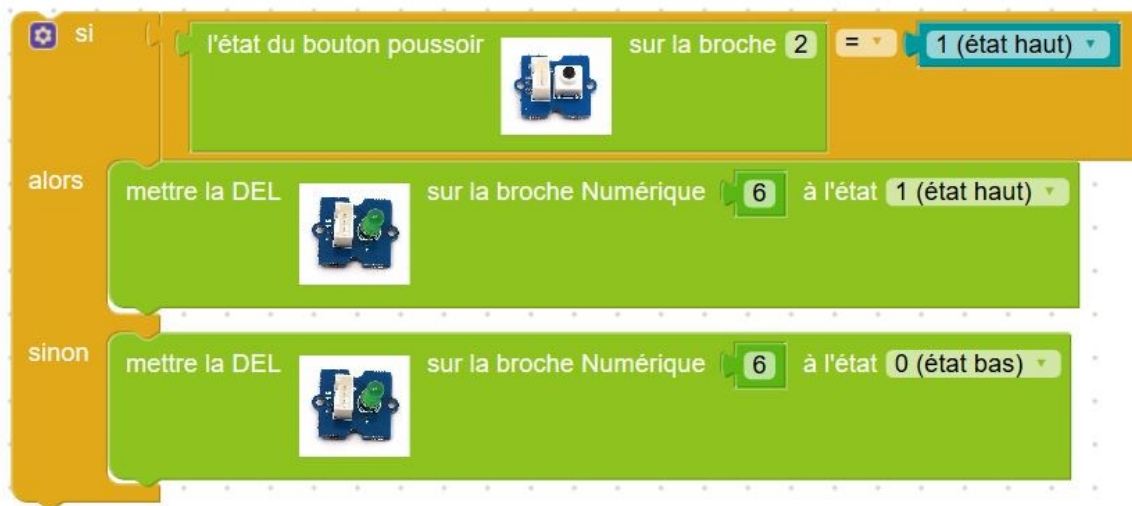 si l'état du bouton poussoir sur la broche 2 = 1 (état haut)
alors mettre la DEL sur la broche Numérique 6 à l'état 1 (état haut)
sinon mettre la DEL sur la broche Numérique 6 à l'état 0 (état bas)